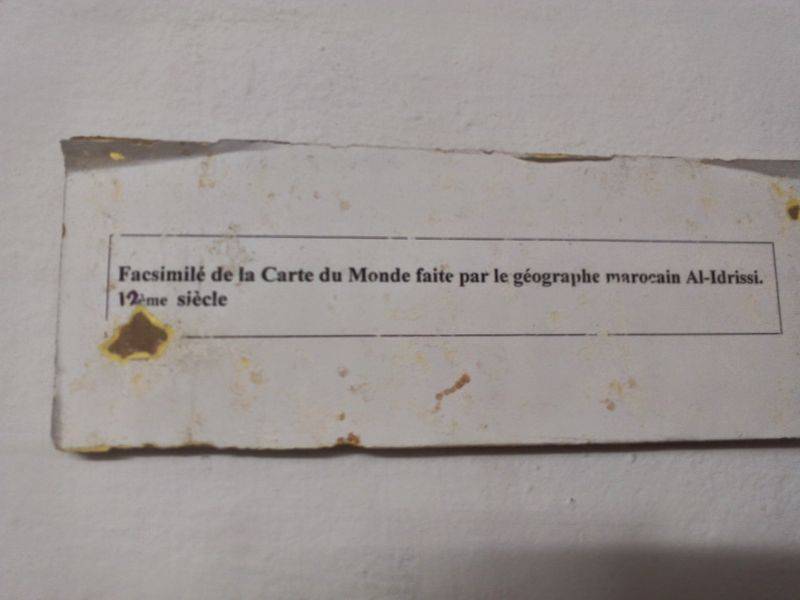 Facsimilé de la Carte du Monde faite par le géographe marocain Al-Idrissi.
12ème siècle